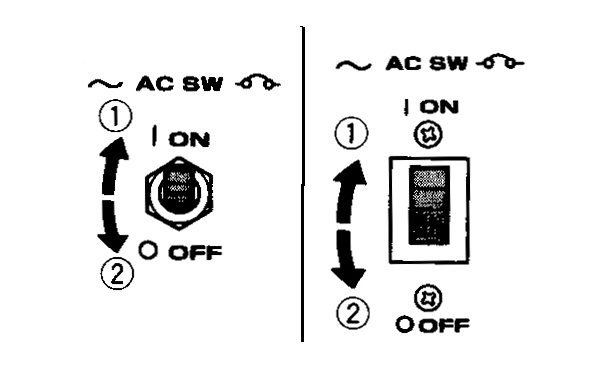 ~ AC SW
①
| ON
○ OFF
②
~ AC SW
| ON
①
②
○ OFF